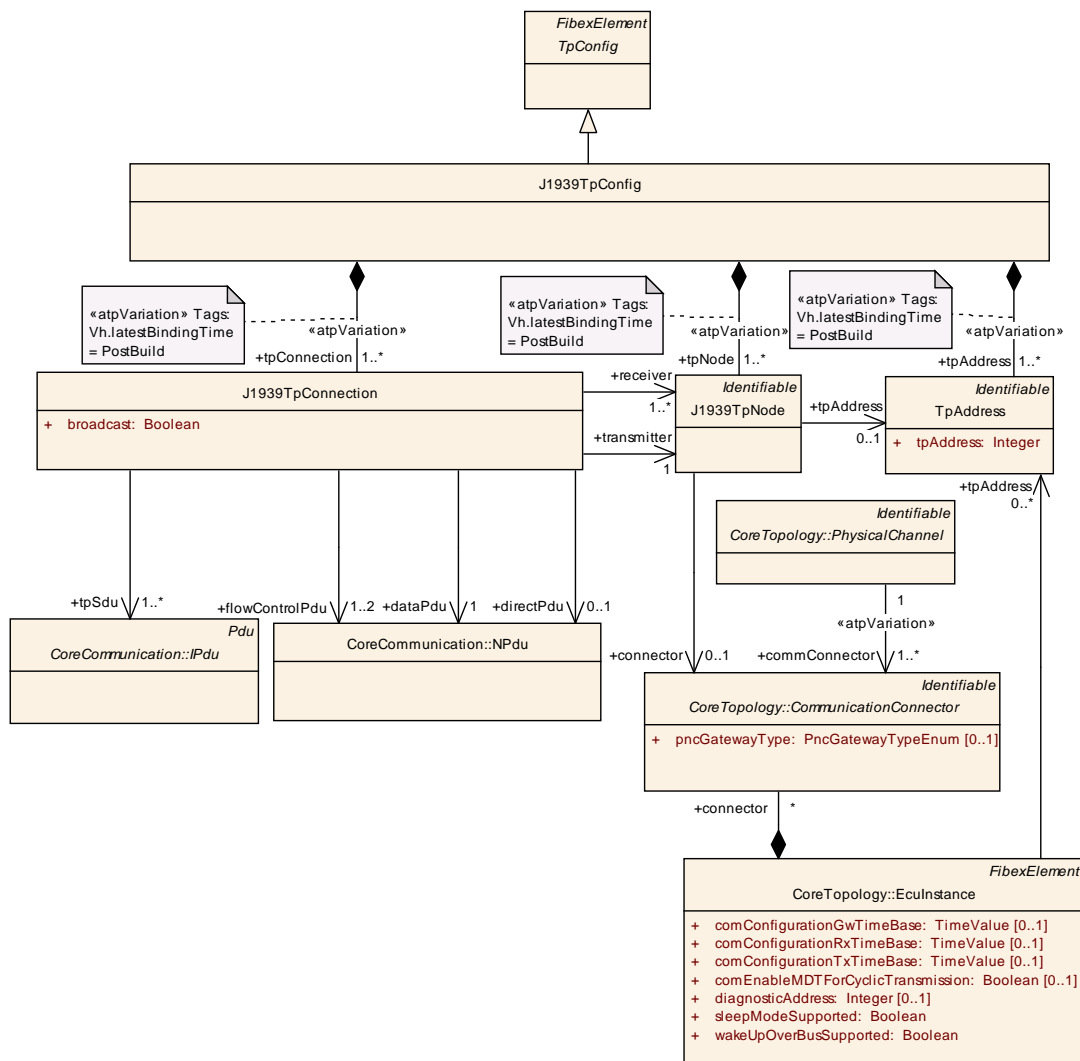 FibexElement
TpConfig
J1939TpConfig
«atpVariation» Tags:
Vh.latestBindingTime
= PostBuild
«atpVariation» Tags:
Vh.latestBindingTime
= PostBuild
«atpVariation» Tags:
Vh.latestBindingTime
= PostBuild
«atpVariation»
«atpVariation»
«atpVariation»
+tpConnection 1..*
+tpNode 1..*
+tpAddress 1..*
J1939TpConnection
+ broadcast: Boolean
+receiver
1..*
+transmitter
1
Identifiable
J1939TpNode
+tpAddress
0..1
Identifiable
TpAddress
+ tpAddress: Integer
+tpAddress
0..*
Identifiable
CoreTopology::PhysicalChannel
1
«atpVariation»
+commConnector 1..*
+tpSdu 1..*
+flowControlPdu 1..2
+dataPdu 1
+directPdu 0..1
Pdu
CoreCommunication::IPdu
CoreCommunication::NPdu
+connector 0..1
Identifiable
CoreTopology::CommunicationConnector
+ pncGatewayType: PncGatewayTypeEnum [0..1]
+connector *
FibexElement
CoreTopology::EcuInstance
+ comConfigurationGwTimeBase: TimeValue [0..1]
+ comConfigurationRxTimeBase: TimeValue [0..1]
+ comConfigurationTxTimeBase: TimeValue [0..1]
+ comEnableMDTForCyclicTransmission: Boolean [0..1]
+ diagnosticAddress: Integer [0..1]
+ sleepModeSupported: Boolean
+ wakeUpOverBusSupported: Boolean